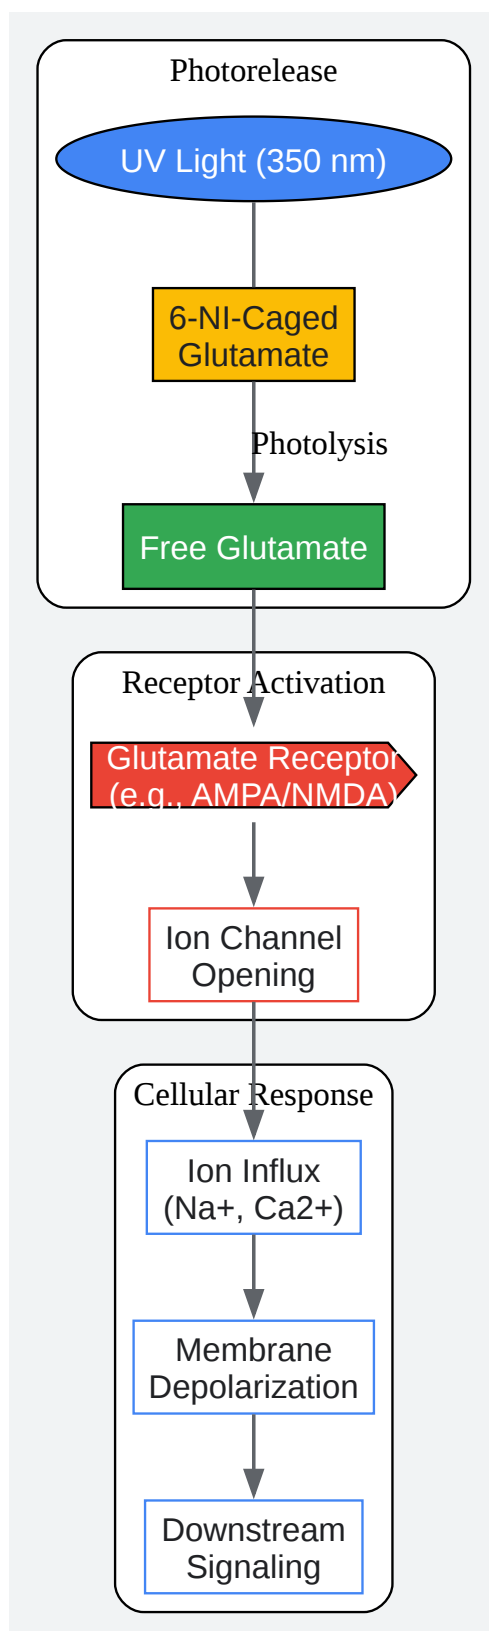 Photorelease
UV Light (350 nm)
6-NI-Caged
Glutamate
Photolysis
Free Glutamate
Receptor Activation
Glutamate Receptor
(e.g., AMPA/NMDA)
Ion Channel
Opening
Cellular Response
Ion Influx
(Na+, Ca2+)
Membrane
Depolarization
Downstream
Signaling